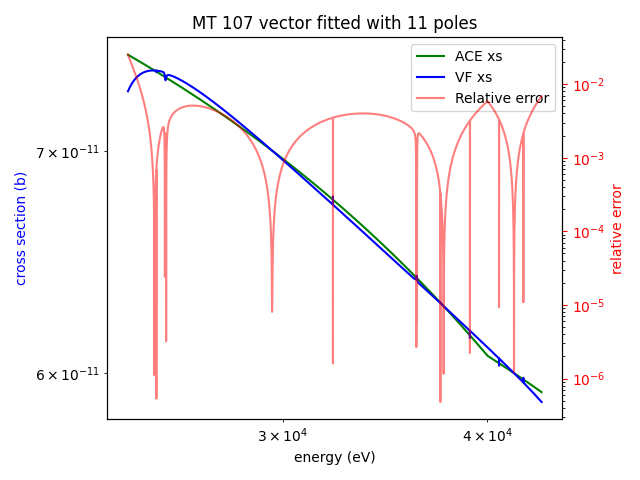 MT 107 vector fitted with 11 poles
ACE xs
VF xs
Relative error
cross section (b)
7 × 10⁻¹¹
6 × 10⁻¹¹
10⁻²
10⁻³
10⁻⁴
10⁻⁵
10⁻⁶
relative error
3 × 10⁴
4 × 10⁴
energy (eV)